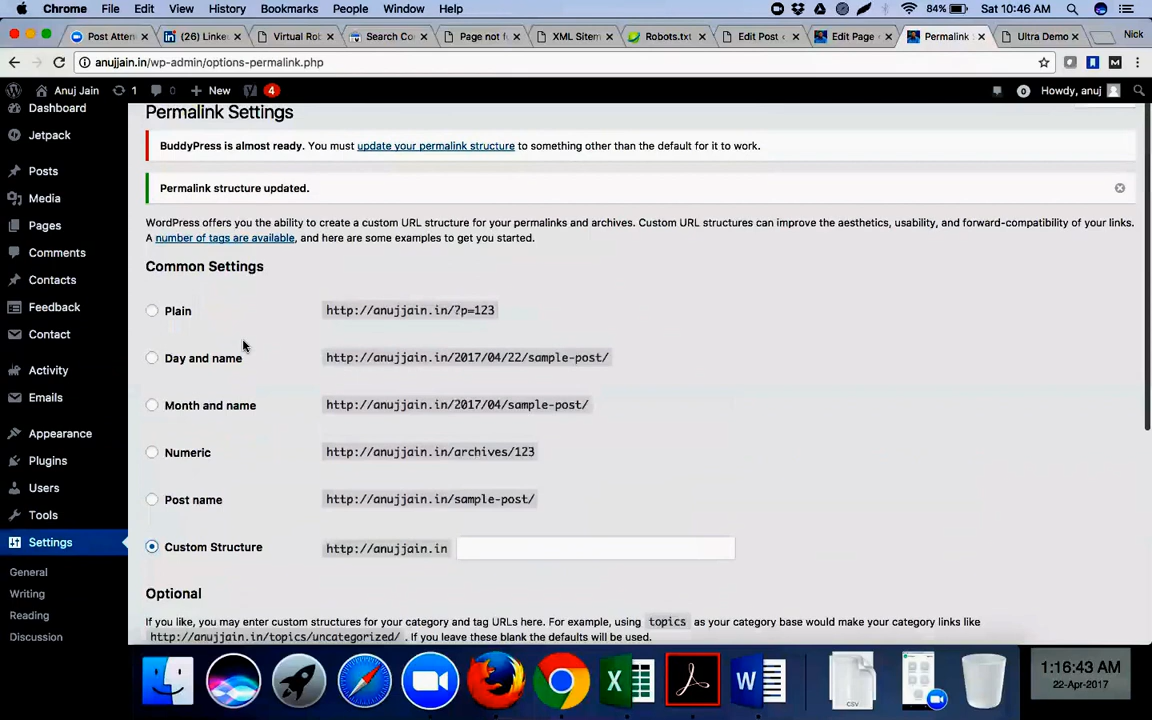 Chrome File Edit View History Bookmarks People Window Help 84% Sat 10:46 AM
Post Atten LinkedIn (26) Linke Virtual Ro Search Co Page not f XML Sitem Robots.txt Edit Post Edit Page Permalink Ultra Demo Nick
anujjain.in/wp-admin/options-permalink.php
Anuj Jain 1 New 4 0 Howdy, anuj
Dashboard
Jetpack
Posts
Media
Pages
Comments
Contacts
Feedback
Contact
Activity
Emails
Appearance
Plugins
Users
Tools
Settings
General
Writing
Reading
Discussion
Permalink Settings
BuddyPress is almost ready. You must update your permalink structure to something other than the default for it to work.
Permalink structure updated.
WordPress offers you the ability to create a custom URL structure for your permalinks and archives. Custom URL structures can improve the aesthetics, usability, and forward-compatibility of your links.
A number of tags are available, and here are some examples to get you started.
Common Settings
Plain http://anujjain.in/?p=123
Day and name http://anujjain.in/2017/04/22/sample-post/
Month and name http://anujjain.in/2017/04/sample-post/
Numeric http://anujjain.in/archives/123
Post name http://anujjain.in/sample-post/
Custom Structure http://anujjain.in
Optional
If you like, you may enter custom structures for your category and tag URLs here. For example, using topics as your category base would make your category links like
http://anujjain.in/topics/uncategorized/ . If you leave these blank the defaults will be used.
CSV
1:16:43 AM
22-Apr-2017